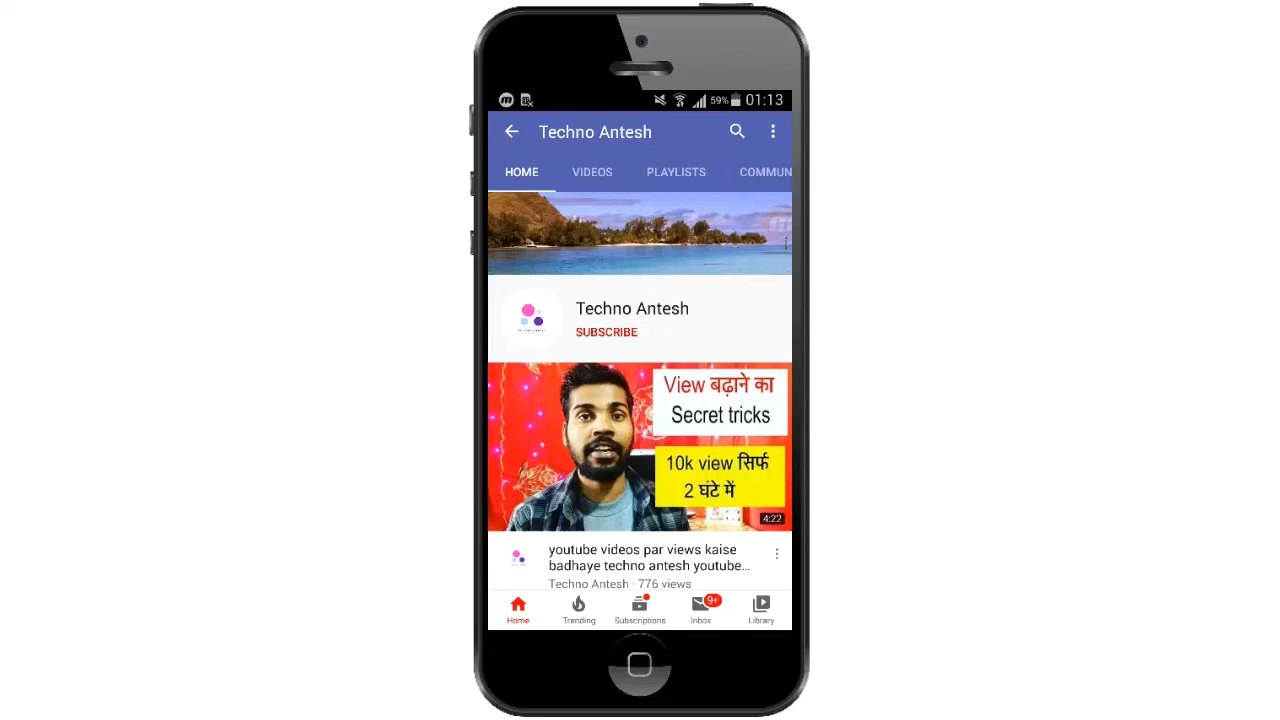 59% 01:13
Techno Antesh
HOME VIDEOS PLAYLISTS COMMUN
Techno Antesh
SUBSCRIBE
View बढ़ाने का
Secret tricks
10k view सिर्फ
2 घंटे में
4:22
youtube videos par views kaise
badhaye techno antesh youtube...
Techno Antesh · 776 views
9+
Home Trending Subscriptions Inbox Library